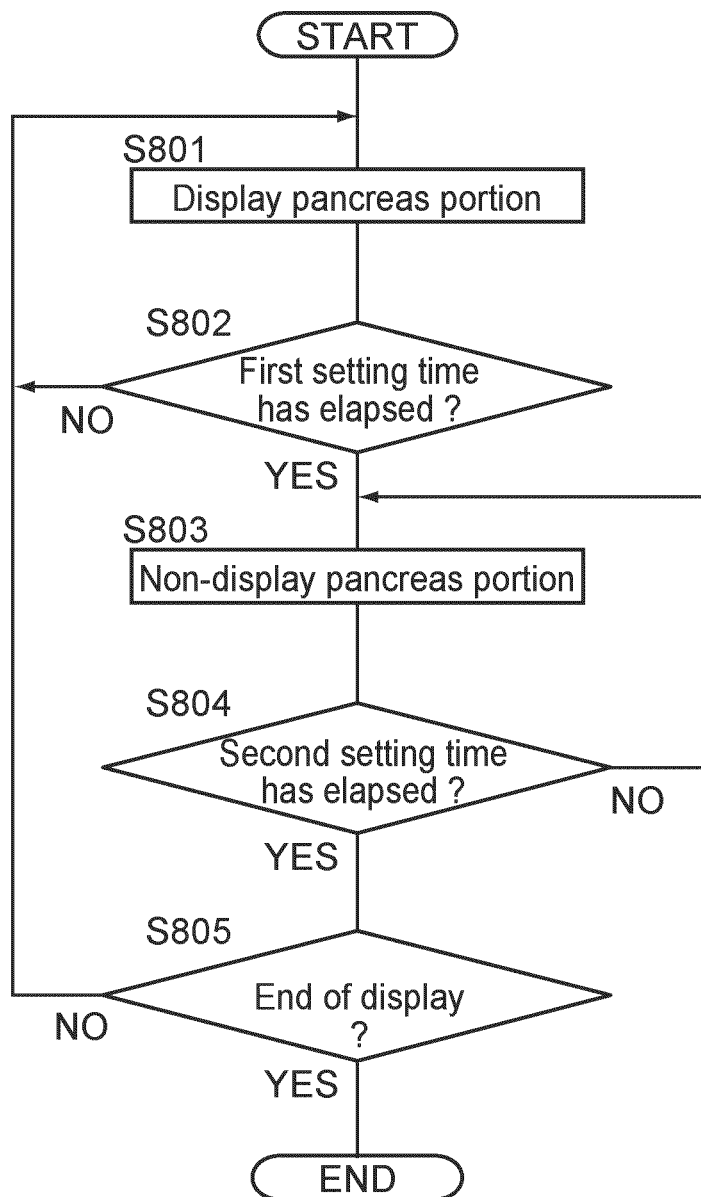 START
S801
Display pancreas portion
S802
First setting time
has elapsed ?
NO
YES
S803
Non-display pancreas portion
S804
Second setting time
has elapsed ?
NO
YES
S805
End of display
?
NO
YES
END